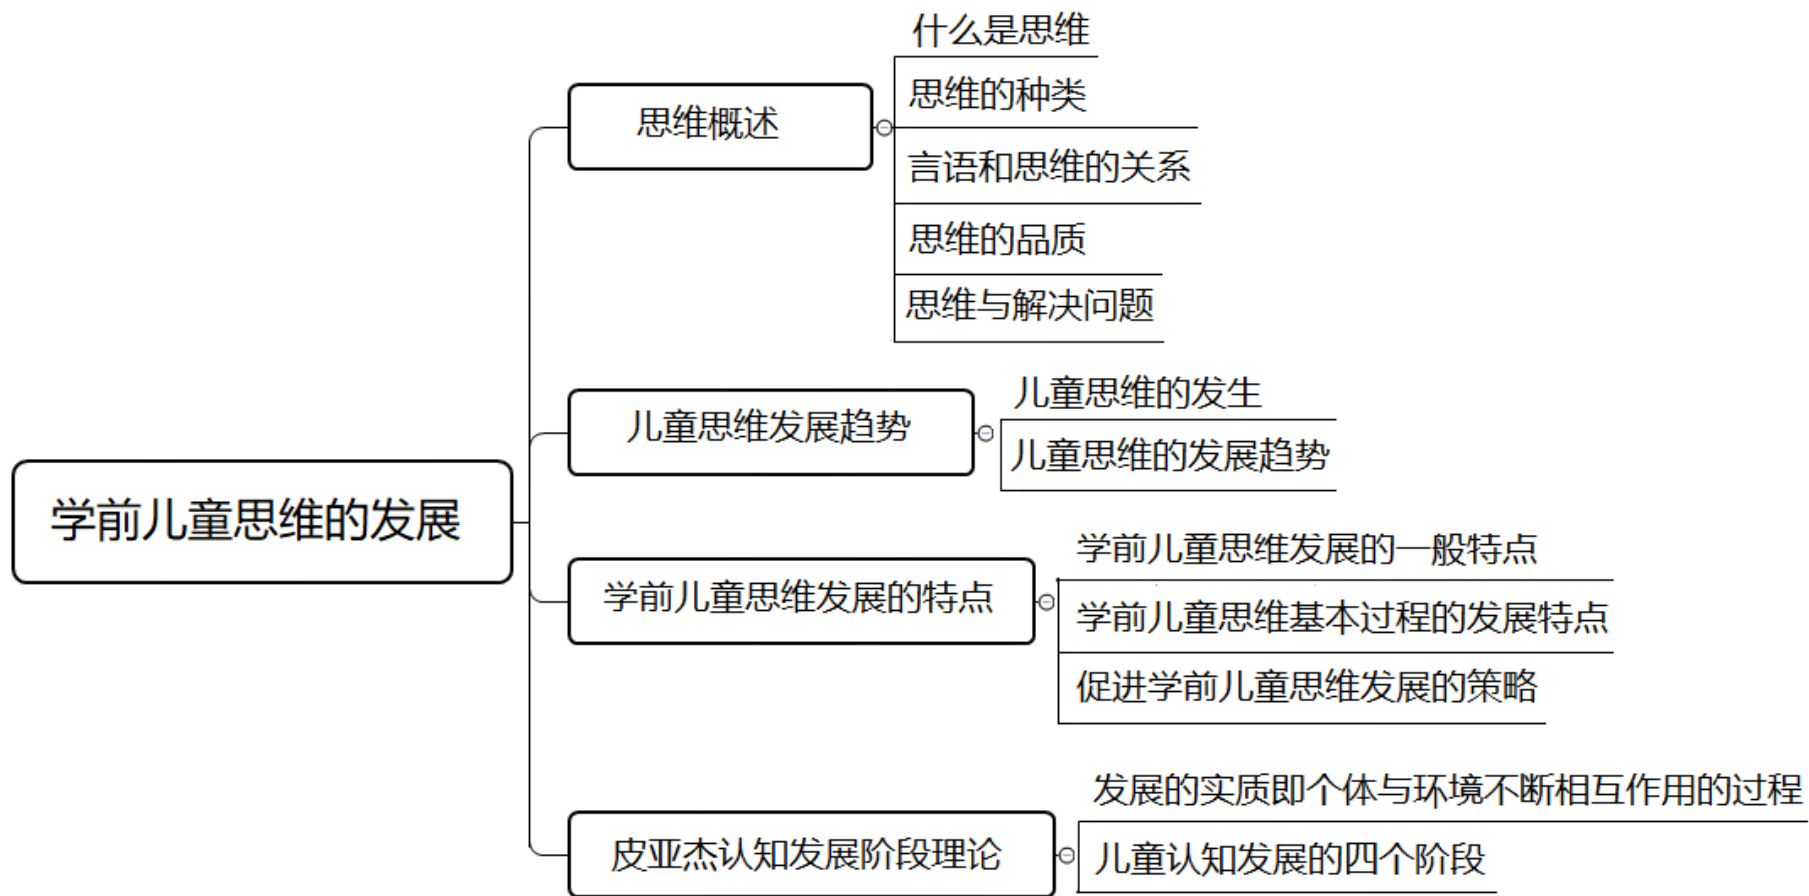 学前儿童思维的发展
思维概述
什么是思维
思维的种类
言语和思维的关系
思维的品质
思维与解决问题
儿童思维发展趋势
儿童思维的发生
儿童思维的发展趋势
学前儿童思维发展的特点
学前儿童思维发展的一般特点
学前儿童思维基本过程的发展特点
促进学前儿童思维发展的策略
皮亚杰认知发展阶段理论
发展的实质即个体与环境不断相互作用的过程
儿童认知发展的四个阶段